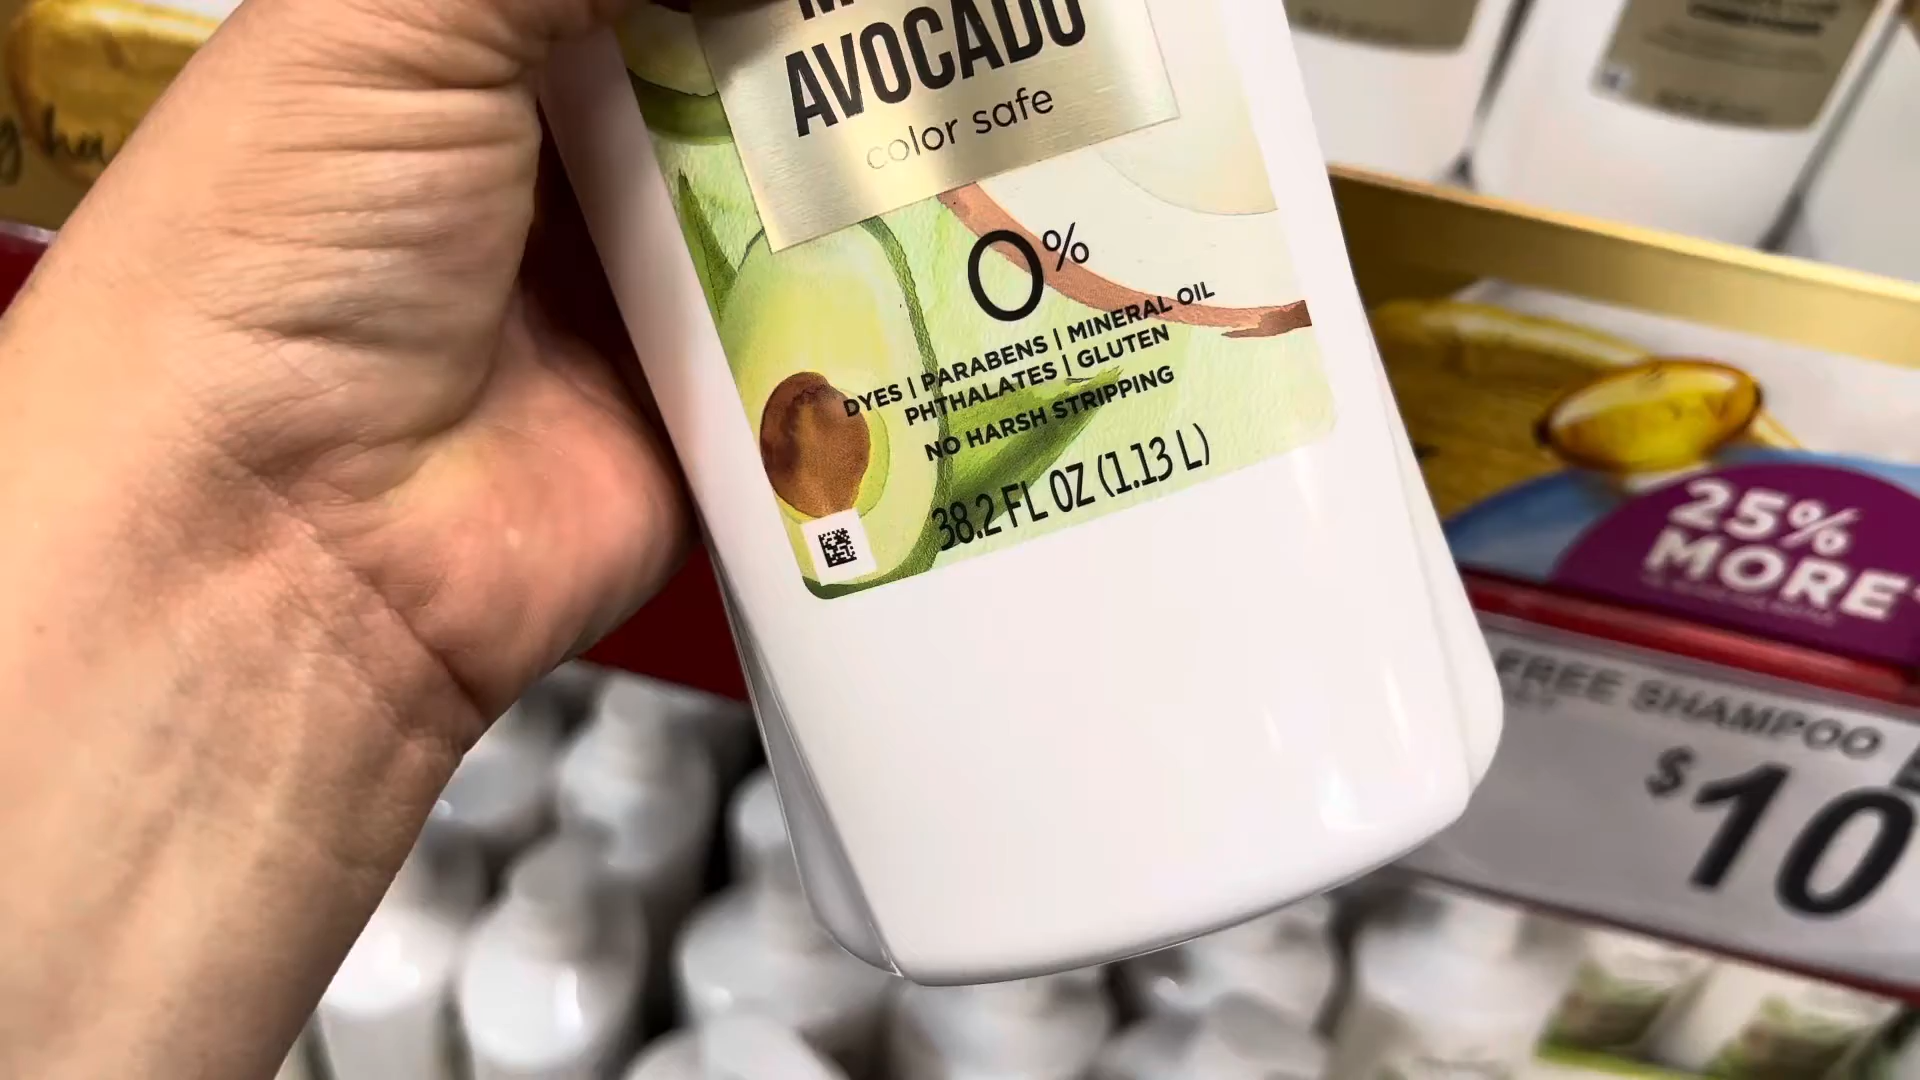 AVOCADO
color safe
0%
DYES | PARABENS | MINERAL OIL
PHTHALATES | GLUTEN
NO HARSH STRIPPING
38.2 FL OZ (1.13 L)
25%
MORE
FREE SHAMPOO
$10